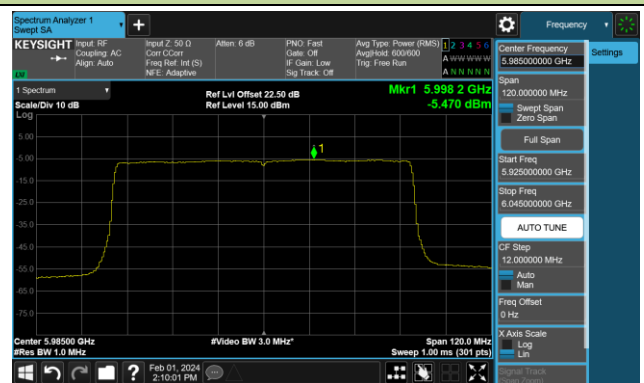 Spectrum Analyzer 1
Swept SA
Frequency
KEYSIGHT
Input: RF
Coupling: AC
Align: Auto
Input Z: 50 Ω
Corr CCorr
Freq Ref: Int (S)
NFE: Adaptive
Atten: 6 dB
PNO: Fast
Gate: Off
IF Gain: Low
Sig Track: Off
Avg Type: Power (RMS)
Avg|Hold: 600/600
Trig: Free Run
1 2 3 4 5 6
A W W W W W
A N N N N N
1 Spectrum
Scale/Div 10 dB
Log
Ref Lvl Offset 22.50 dB
Ref Level 15.00 dBm
Mkr1 5.998 2 GHz
-5.470 dBm
1
5.00
-5.00
-15.0
-25.0
-35.0
-45.0
-55.0
-65.0
-75.0
Center 5.98500 GHz
#Res BW 1.0 MHz
#Video BW 3.0 MHz*
Span 120.0 MHz
Sweep 1.00 ms (301 pts)
Center Frequency
5.985000000 GHz
Settings
Span
120.000000 MHz
Swept Span
Zero Span
Full Span
Start Freq
5.925000000 GHz
Stop Freq
6.045000000 GHz
AUTO TUNE
CF Step
12.000000 MHz
Auto
Man
Freq Offset
0 Hz
X Axis Scale
Log
Lin
Signal Track
Feb 01, 2024
2:10:01 PM